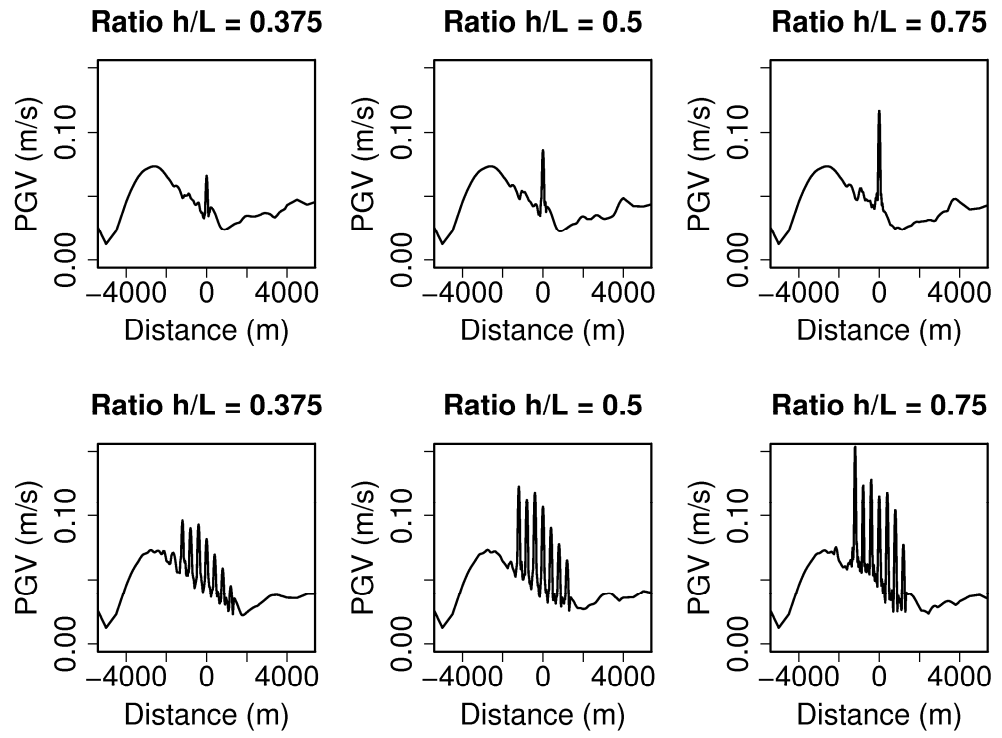 Ratio h/L = 0.375 Ratio h/L = 0.5 Ratio h/L = 0.75
PGV (m/s) PGV (m/s) PGV (m/s)
0.10 0.10 0.10
0.00 0.00 0.00
−4000 0 4000 −4000 0 4000 −4000 0 4000
Distance (m) Distance (m) Distance (m)
Ratio h/L = 0.375 Ratio h/L = 0.5 Ratio h/L = 0.75
PGV (m/s) PGV (m/s) PGV (m/s)
0.10 0.10 0.10
0.00 0.00 0.00
−4000 0 4000 −4000 0 4000 −4000 0 4000
Distance (m) Distance (m) Distance (m)